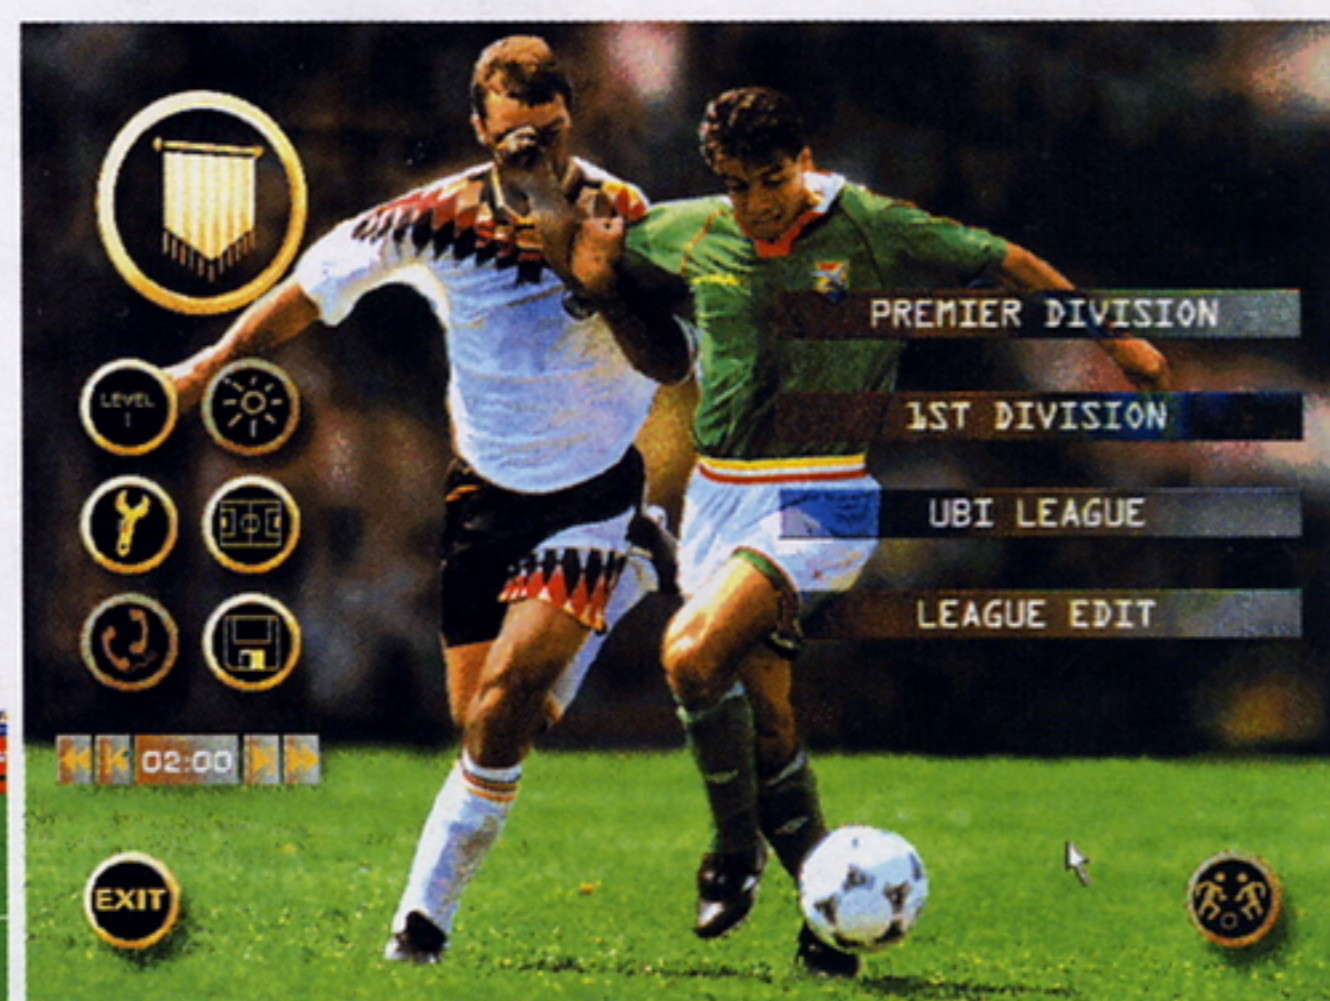 LEVEL
1
PREMIER DIVISION
1ST DIVISION
UBI LEAGUE
LEAGUE EDIT
02:00
EXIT